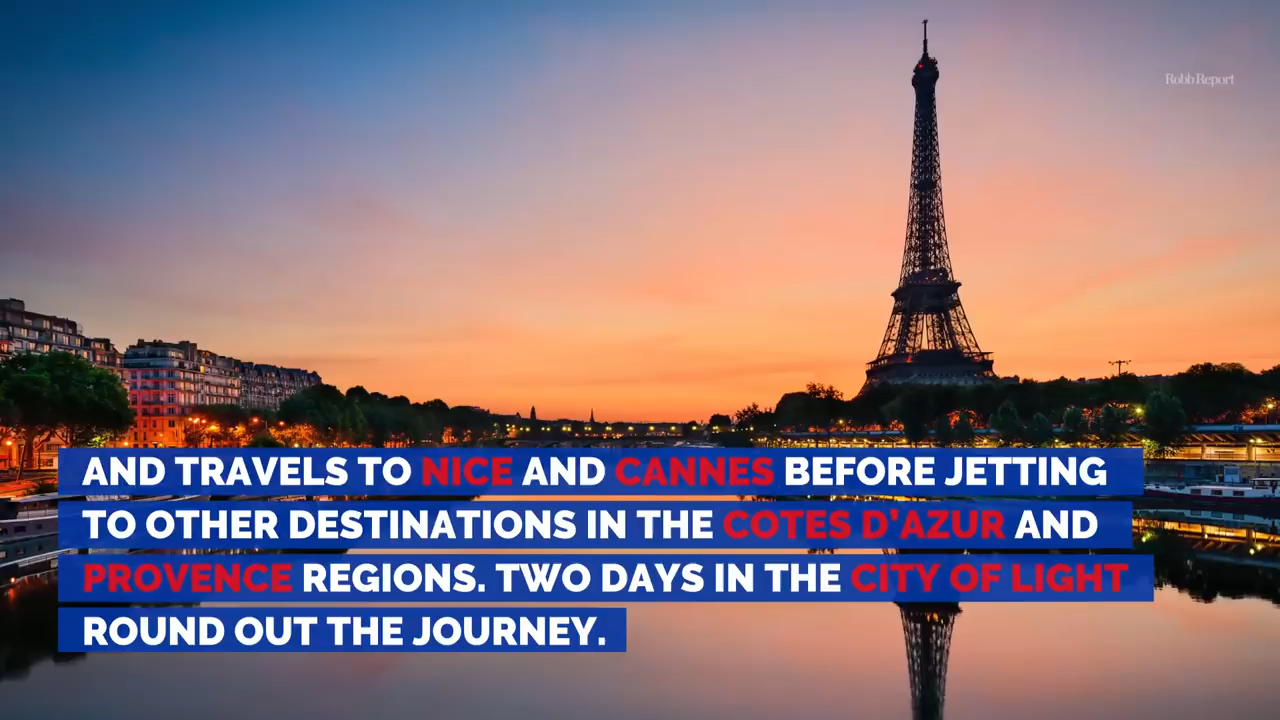 Robb Report
AND TRAVELS TO NICE AND CANNES BEFORE JETTING
TO OTHER DESTINATIONS IN THE COTES D'AZUR AND
PROVENCE REGIONS. TWO DAYS IN THE CITY OF LIGHT
ROUND OUT THE JOURNEY.